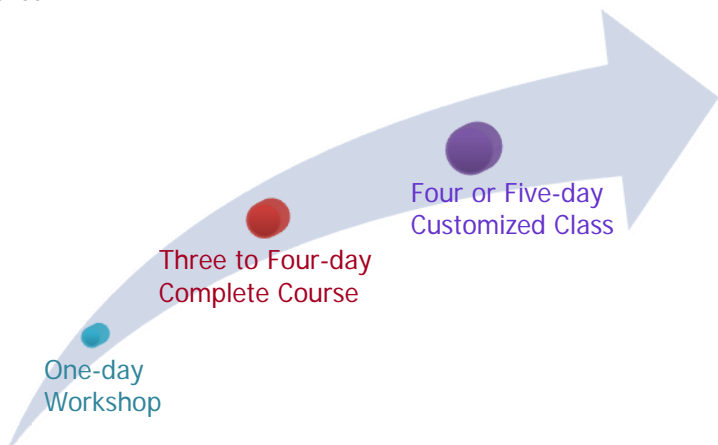 Four or Five-day
Customized Class
Three to Four-day
Complete Course
One-day
Workshop